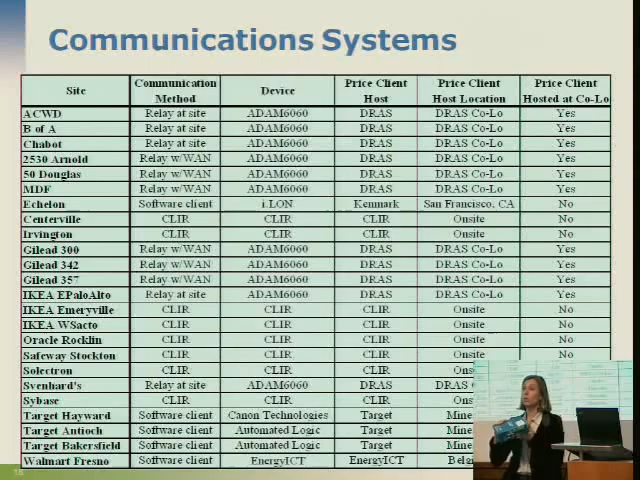 Communications Systems
Site Communication Method Device Price Client Host Price Client Host Location Price Client Hosted at Co-Lo
ACWD Relay at site ADAM6060 DRAS DRAS Co-Lo Yes
B of A Relay at site ADAM6060 DRAS DRAS Co-Lo Yes
Chabot Relay at site ADAM6060 DRAS DRAS Co-Lo Yes
2530 Arnold Relay w/WAN ADAM6060 DRAS DRAS Co-Lo Yes
50 Douglas Relay w/WAN ADAM6060 DRAS DRAS Co-Lo Yes
MDF Relay w/WAN ADAM6060 DRAS DRAS Co-Lo Yes
Echelon Software client i.LON Kenmark San Francisco, CA No
Centerville CLIR CLIR CLIR Onsite No
Irvington CLIR CLIR CLIR Onsite No
Gilead 300 Relay w/WAN ADAM6060 DRAS DRAS Co-Lo Yes
Gilead 342 Relay w/WAN ADAM6060 DRAS DRAS Co-Lo Yes
Gilead 357 Relay w/WAN ADAM6060 DRAS DRAS Co-Lo Yes
IKEA EPaloAlto Relay at site ADAM6060 DRAS DRAS Co-Lo Yes
IKEA Emeryville CLIR CLIR CLIR Onsite No
IKEA WSacto CLIR CLIR CLIR Onsite No
Oracle Rocklin CLIR CLIR CLIR Onsite No
Safeway Stockton CLIR CLIR CLIR Onsite No
Solectron CLIR CLIR CLIR Ons
Svenhard's Relay at site ADAM6060 DRAS DRAS
Sybase CLIR CLIR CLIR Ons
Target Hayward Software client Canon Technologies Target Mine
Target Antioch Software client Automated Logic Target Mine
Target Bakersfield Software client Automated Logic Target Mine
Walmart Fresno Software client EnergyICT EnergyICT Belg